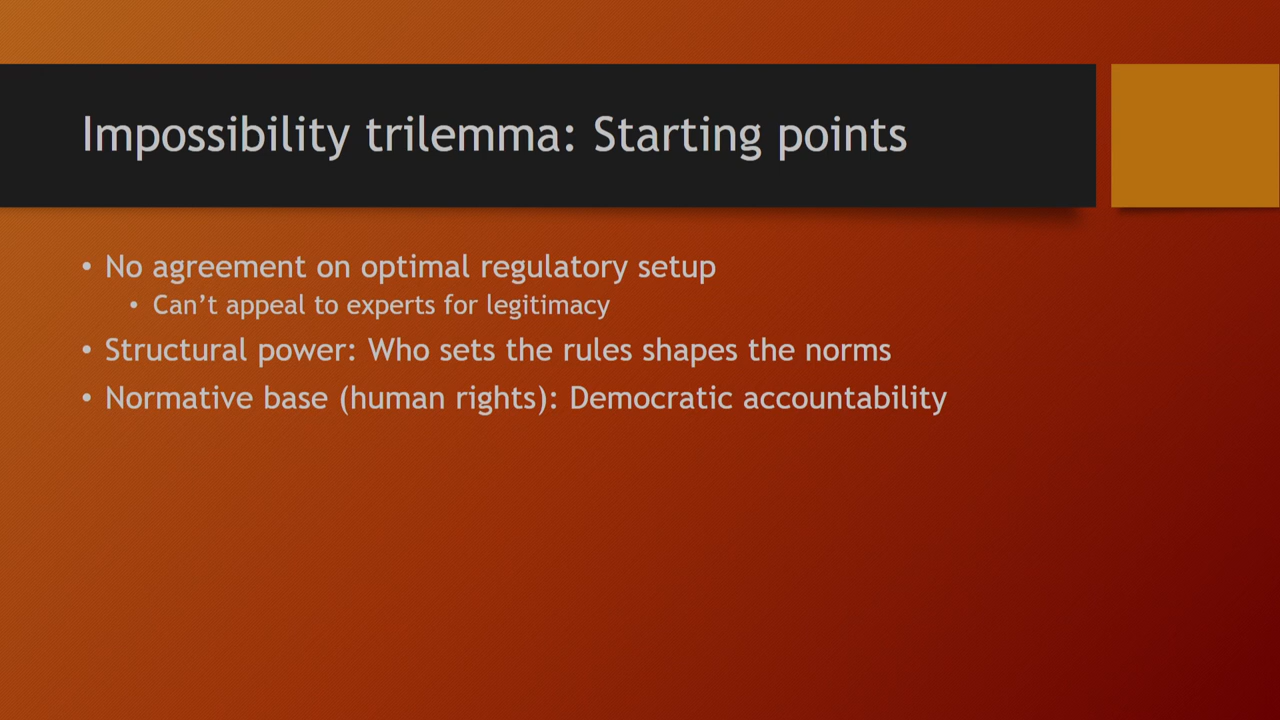 Impossibility trilemma: Starting points
• No agreement on optimal regulatory setup
• Can’t appeal to experts for legitimacy
• Structural power: Who sets the rules shapes the norms
• Normative base (human rights): Democratic accountability